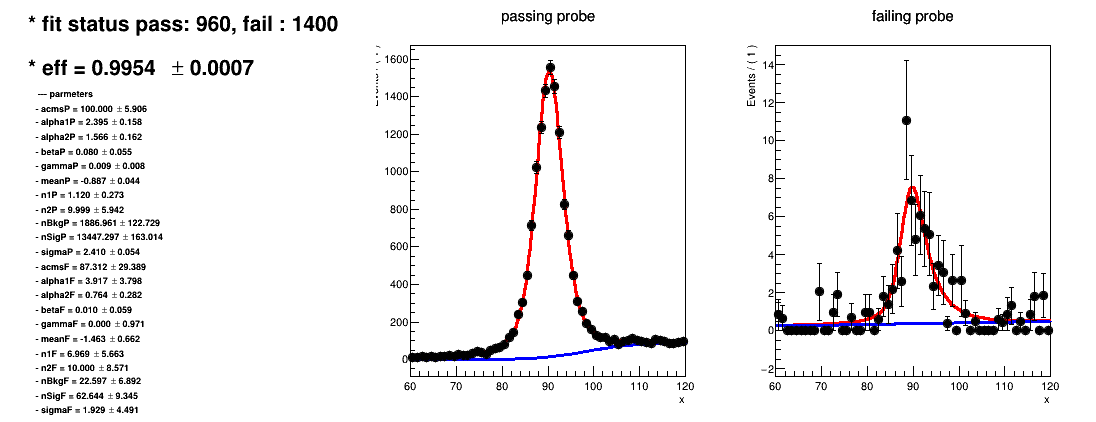 * fit status pass: 960, fail : 1400
* eff = 0.9954 ± 0.0007
--- parmeters
- acmsP = 100.000 ± 5.906
- alpha1P = 2.395 ± 0.158
- alpha2P = 1.566 ± 0.162
- betaP = 0.080 ± 0.055
- gammaP = 0.009 ± 0.008
- meanP = -0.887 ± 0.044
- n1P = 1.120 ± 0.273
- n2P = 9.999 ± 5.942
- nBkgP = 1886.961 ± 122.729
- nSigP = 13447.297 ± 163.014
- sigmaP = 2.410 ± 0.054
- acmsF = 87.312 ± 29.389
- alpha1F = 3.917 ± 3.798
- alpha2F = 0.764 ± 0.282
- betaF = 0.010 ± 0.059
- gammaF = 0.000 ± 0.971
- meanF = -1.463 ± 0.662
- n1F = 6.969 ± 5.663
- n2F = 10.000 ± 8.571
- nBkgF = 22.597 ± 6.892
- nSigF = 62.644 ± 9.345
- sigmaF = 1.929 ± 4.491
passing probe
1600
1400
1200
1000
800
600
400
200
0
60 70 80 90 100 110 120
x
failing probe
Events / ( 1 )
14
12
10
8
6
4
2
0
−2
60 70 80 90 100 110 120
x